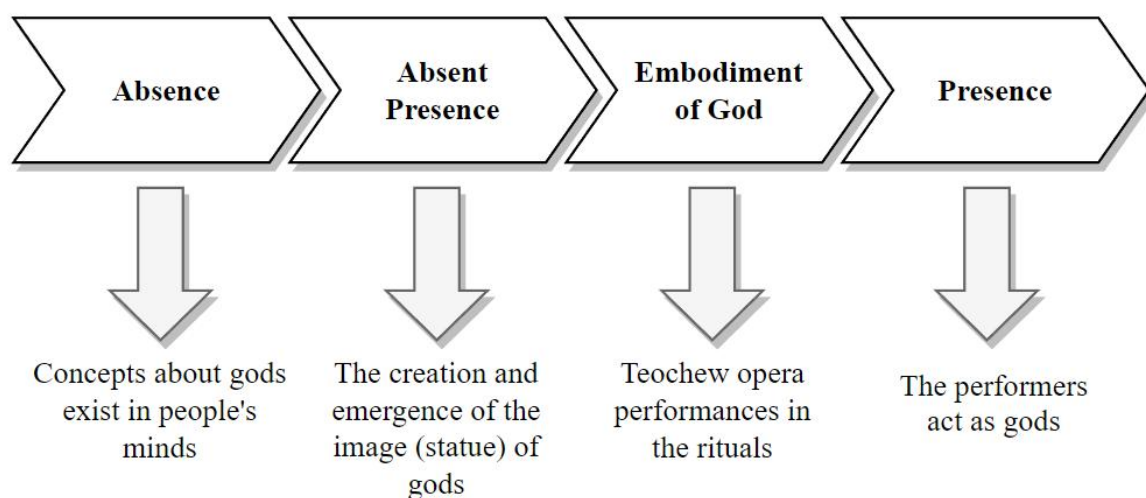 Absence
Absent
Presence
Embodiment
of God
Presence
Concepts about gods
exist in people's
minds
The creation and
emergence of the
image (statue) of
gods
Teochew opera
performances in
the rituals
The performers
act as gods